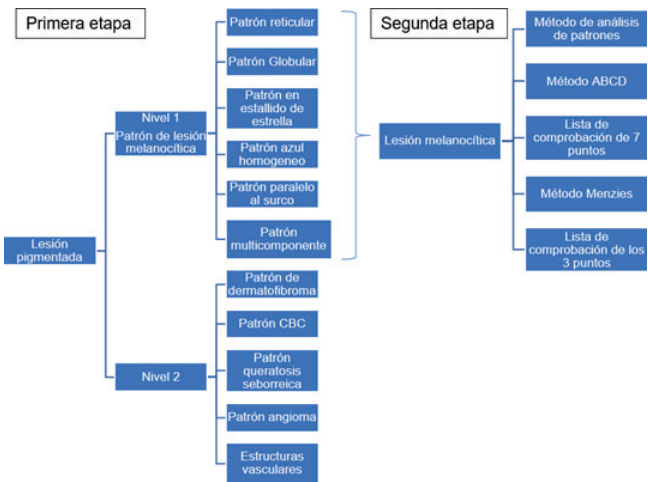 Primera etapa
Segunda etapa
Lesión
pigmentada
Nivel 1
Patrón de lesión
melanocítica
Patrón reticular
Patrón Globular
Patrón en
estallido de
estrella
Patrón azul
homogeneo
Patrón paralelo
al surco
Patrón
multicomponente
Nivel 2
Patrón de
dermatofibroma
Patrón CBC
Patrón
queratosis
seborreica
Patrón angioma
Estructuras
vasculares
Lesión melanocítica
Método de análisis
de patrones
Método ABCD
Lista de
comprobación de 7
puntos
Método Menzies
Lista de
comprobación de los
3 puntos